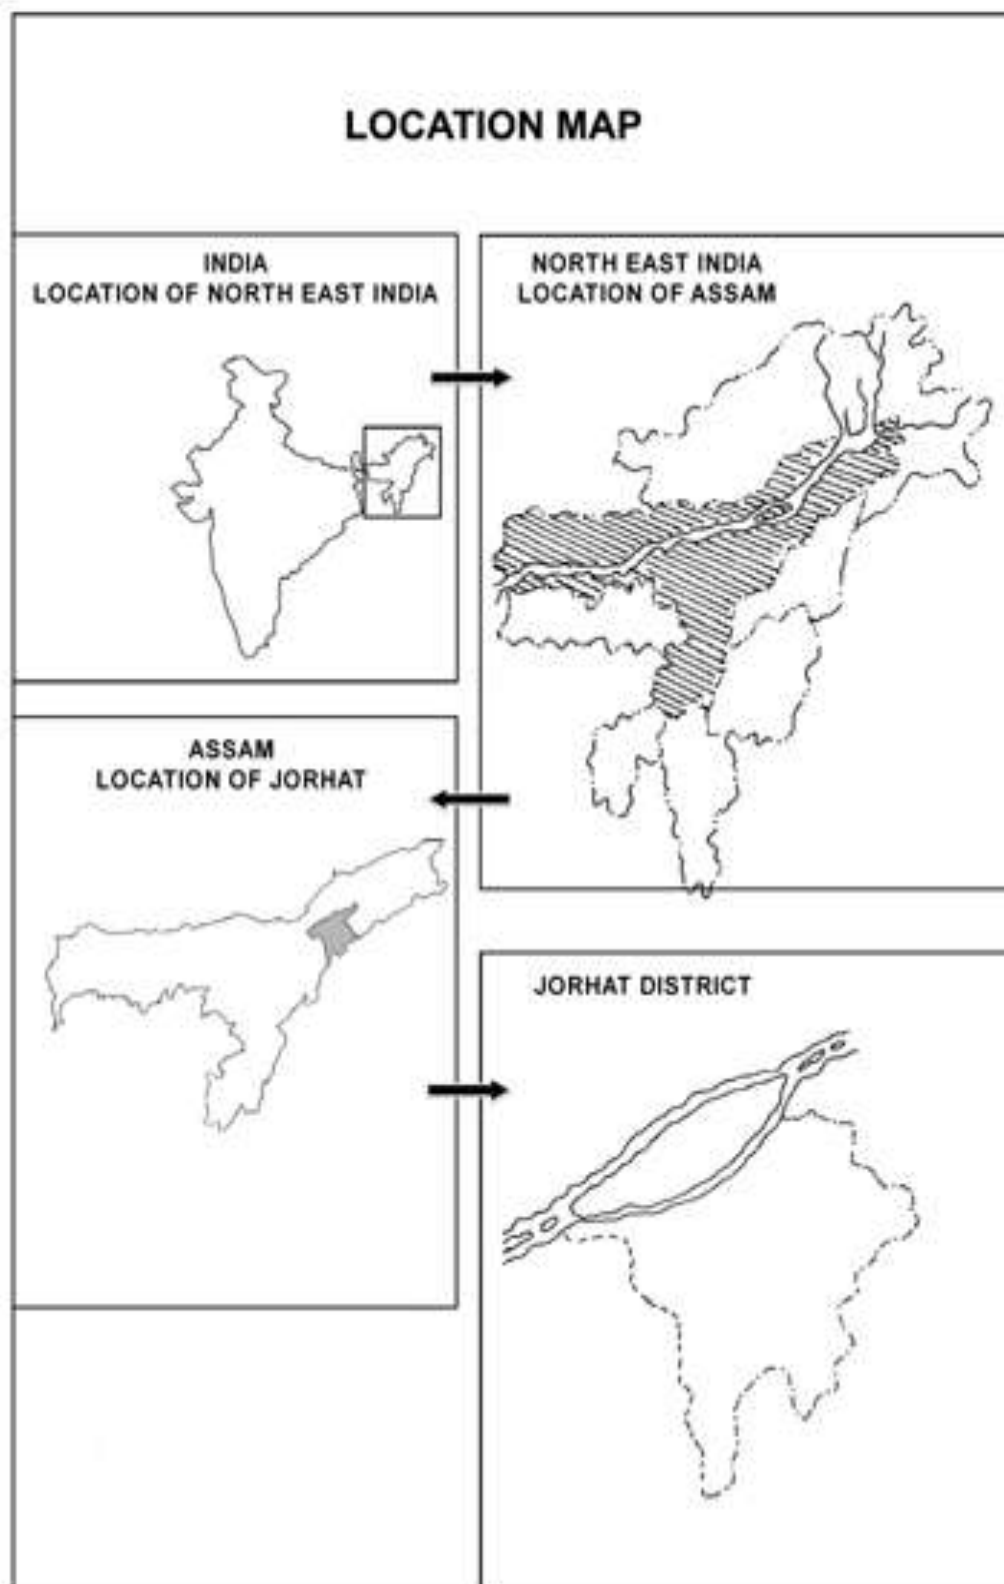 LOCATION MAP
INDIA
LOCATION OF NORTH EAST INDIA
NORTH EAST INDIA
LOCATION OF ASSAM
ASSAM
LOCATION OF JORHAT
JORHAT DISTRICT